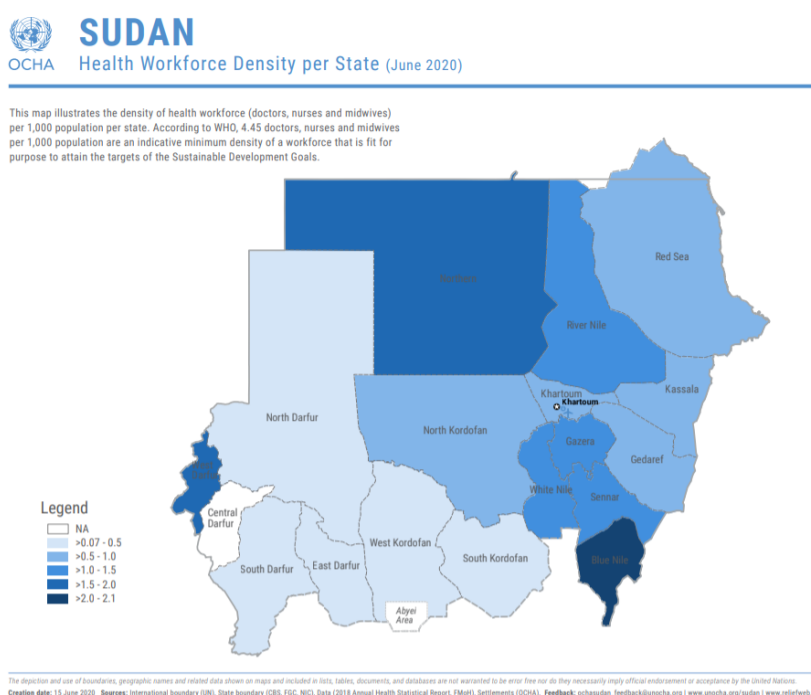 SUDAN
OCHA
Health Workforce Density per State (June 2020)
This map illustrates the density of health workforce (doctors, nurses and midwives)
per 1,000 population per state. According to WHO, 4.45 doctors, nurses and midwives
per 1,000 population are an indicative minimum density of a workforce that is fit for
purpose to attain the targets of the Sustainable Development Goals.
Red Sea
River Nile
Kassala
Khartoum
Khartoum
North Darfur
North Kordofan
Gazera
Gedaref
White Nile
Sennar
Central
Darfur
West Kordofan
South Kordofan
Blue Nile
South Darfur
East Darfur
Abyei
Area
Legend
NA
>0.07 - 0.5
>0.5 - 1.0
>1.0 - 1.5
>1.5 - 2.0
>2.0 - 2.1
The depiction and use of boundaries, geographic names and related data shown on maps and included in lists, tables, documents, and databases are not warranted to be error free nor do they necessarily imply official endorsement or acceptance by the United Nations.
Creation date: 15 June 2020 Sources: International boundary (UN), State boundary (CBS, FGC, NIC), Data (2018 Annual Health Statistical Report, FMoH), Settlements (OCHA). Feedback: ochasudan_feedback@unocha.org | www.unocha.org/sudan |